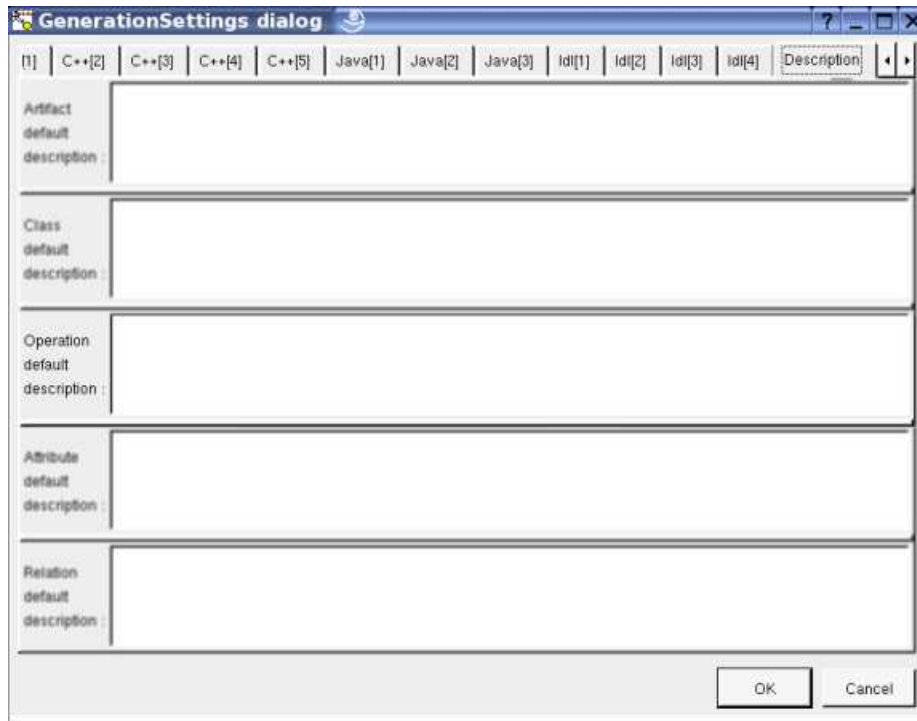 GenerationSettings dialog
1] C++[2] C++[3] C++[4] C++[5] Java[1] Java[2] Java[3] Idl[1] Idl[2] Idl[3] Idl[4] Description
Artifact
default
description :
Class
default
description :
Operation
default
description :
Attribute
default
description :
Relation
default
description :
OK Cancel